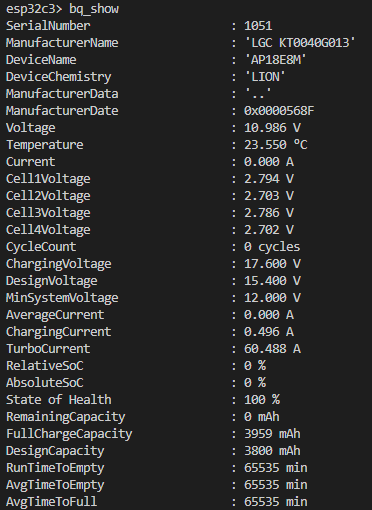 esp32c3> bq_show
SerialNumber : 1051
ManufacturerName : 'LGC KT0040G013'
DeviceName : 'AP18E8M'
DeviceChemistry : 'LION'
ManufacturerData : '..'
ManufacturerDate : 0x0000568F
Voltage : 10.986 V
Temperature : 23.550 ºC
Current : 0.000 A
Cell1Voltage : 2.794 V
Cell2Voltage : 2.703 V
Cell3Voltage : 2.786 V
Cell4Voltage : 2.702 V
CycleCount : 0 cycles
ChargingVoltage : 17.600 V
DesignVoltage : 15.400 V
MinSystemVoltage : 12.000 V
AverageCurrent : 0.000 A
ChargingCurrent : 0.496 A
TurboCurrent : 60.488 A
RelativeSoC : 0 %
AbsoluteSoC : 0 %
State of Health : 100 %
RemainingCapacity : 0 mAh
FullChargeCapacity : 3959 mAh
DesignCapacity : 3800 mAh
RunTimeToEmpty : 65535 min
AvgTimeToEmpty : 65535 min
AvgTimeToFull : 65535 min